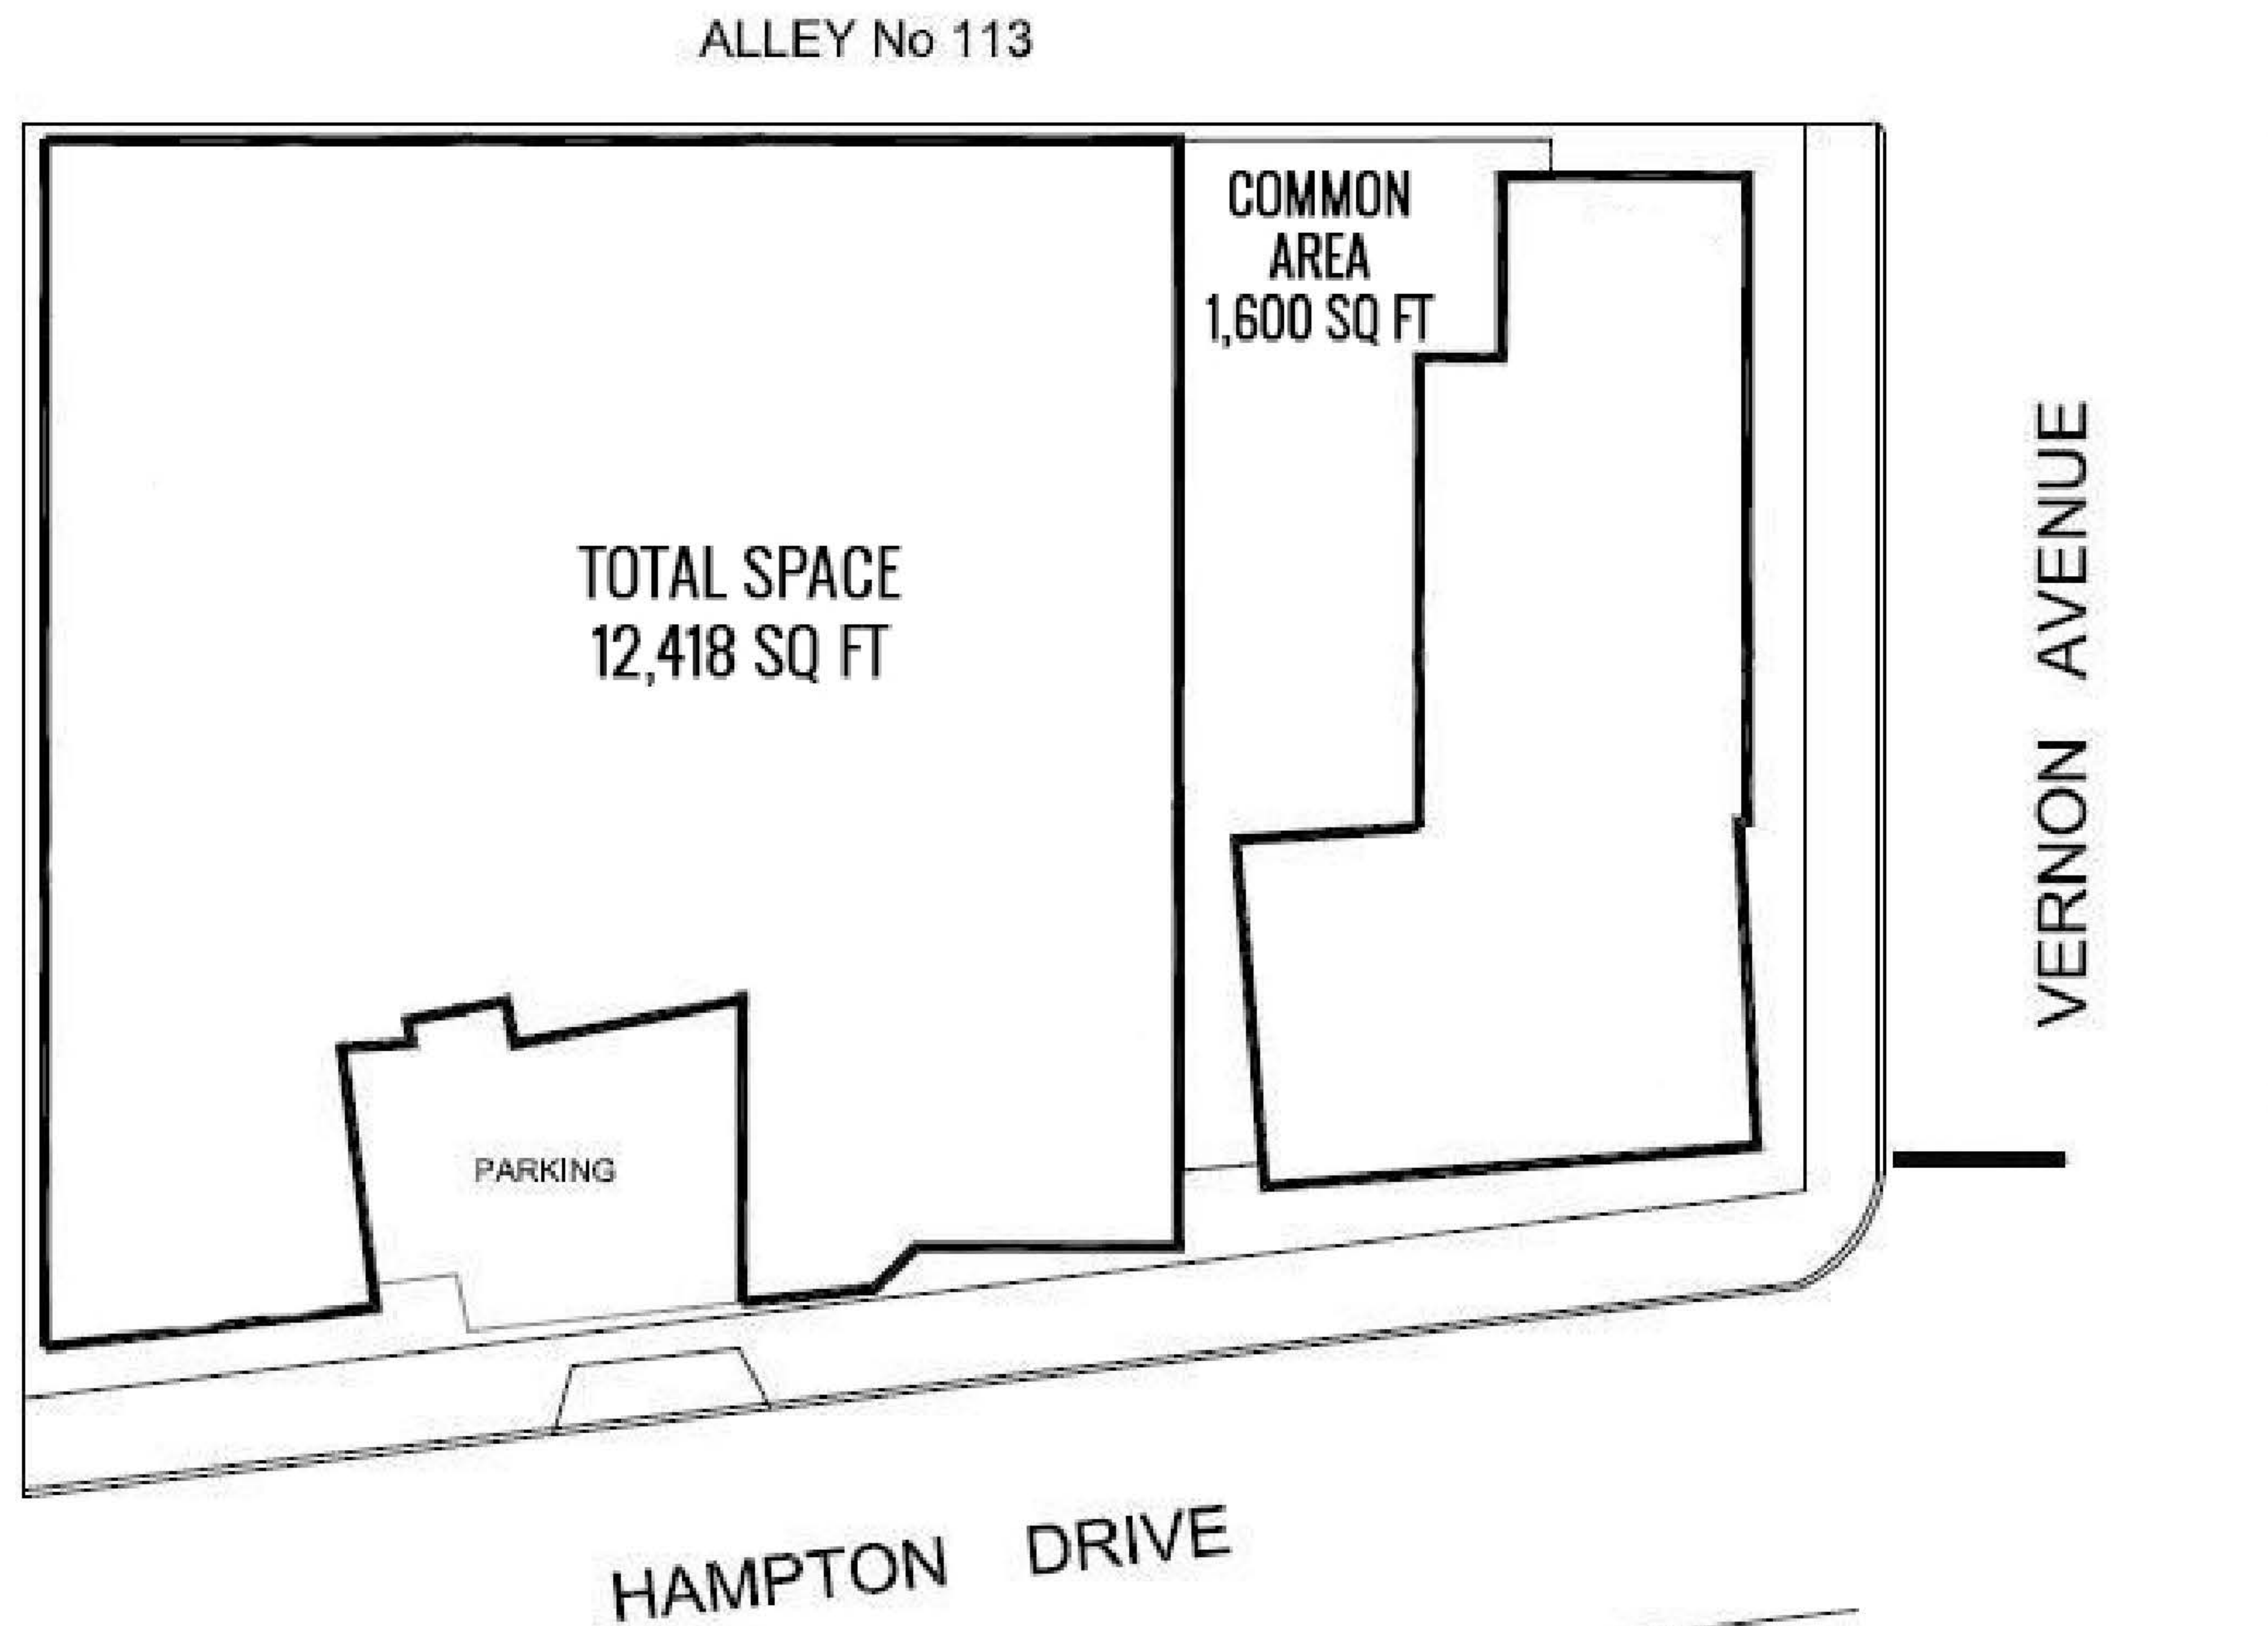 ALLEY No 113
COMMON
AREA
1,600 SQ FT
TOTAL SPACE
12,418 SQ FT
VERNON AVENUE
PARKING
HAMPTON DRIVE